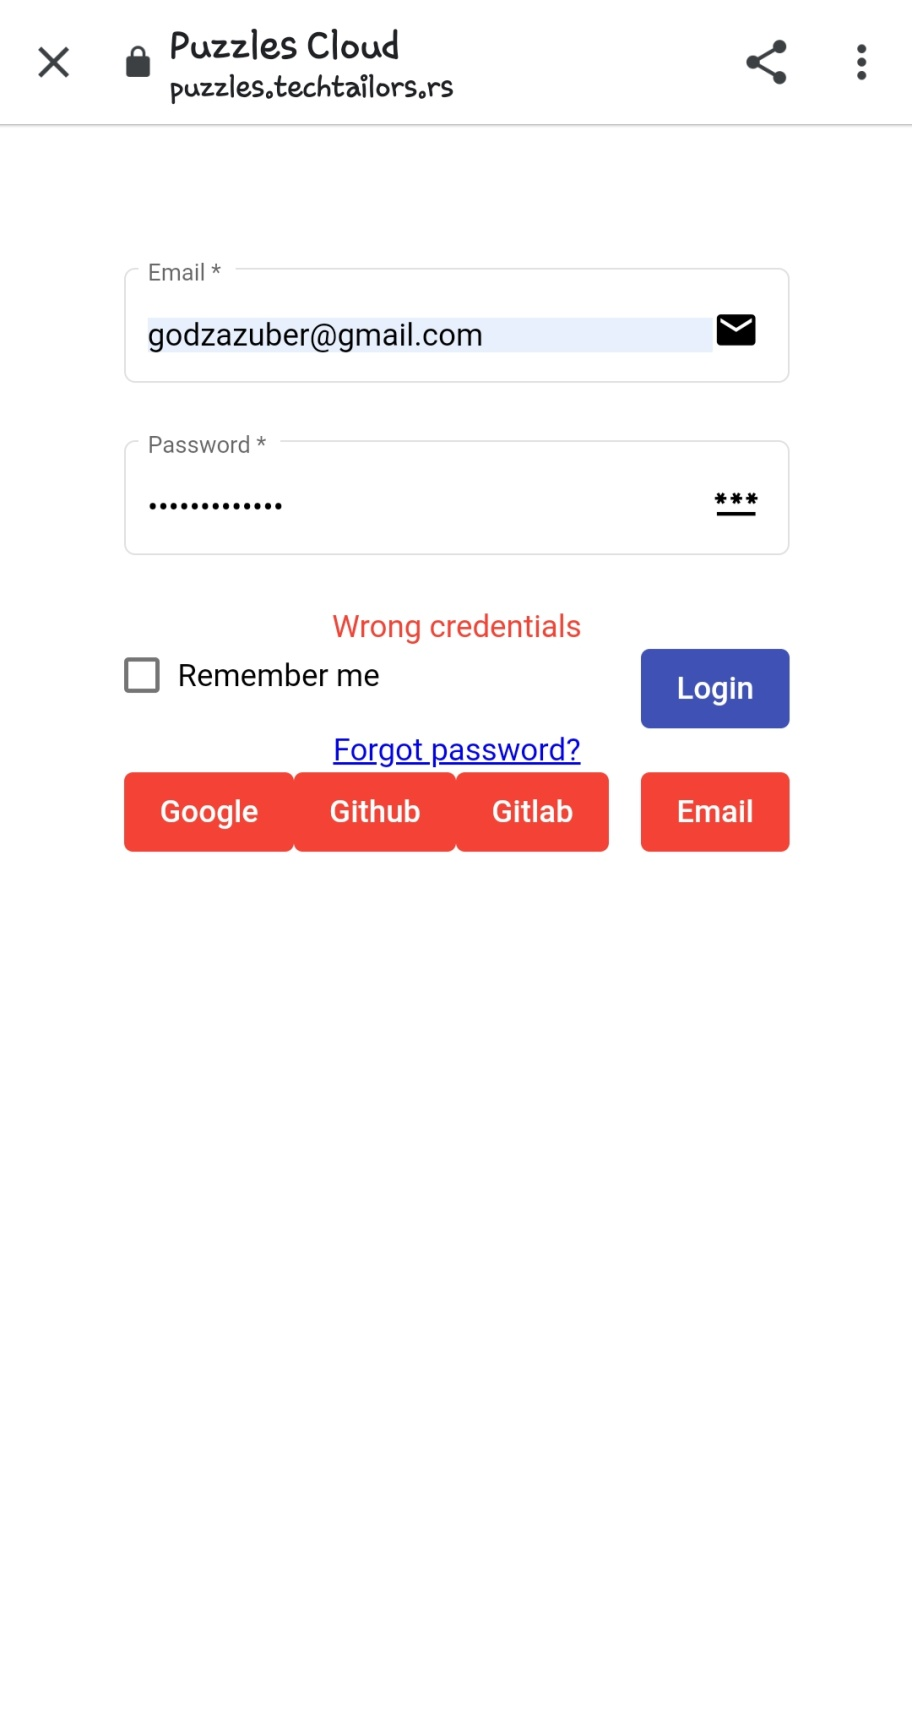 Puzzles Cloud
puzzles.techtailors.rs
Email *
godzazuber@gmail.com
Password *
•••••••••••••
***
Wrong credentials
Remember me
Login
Forgot password?
Google Github Gitlab Email